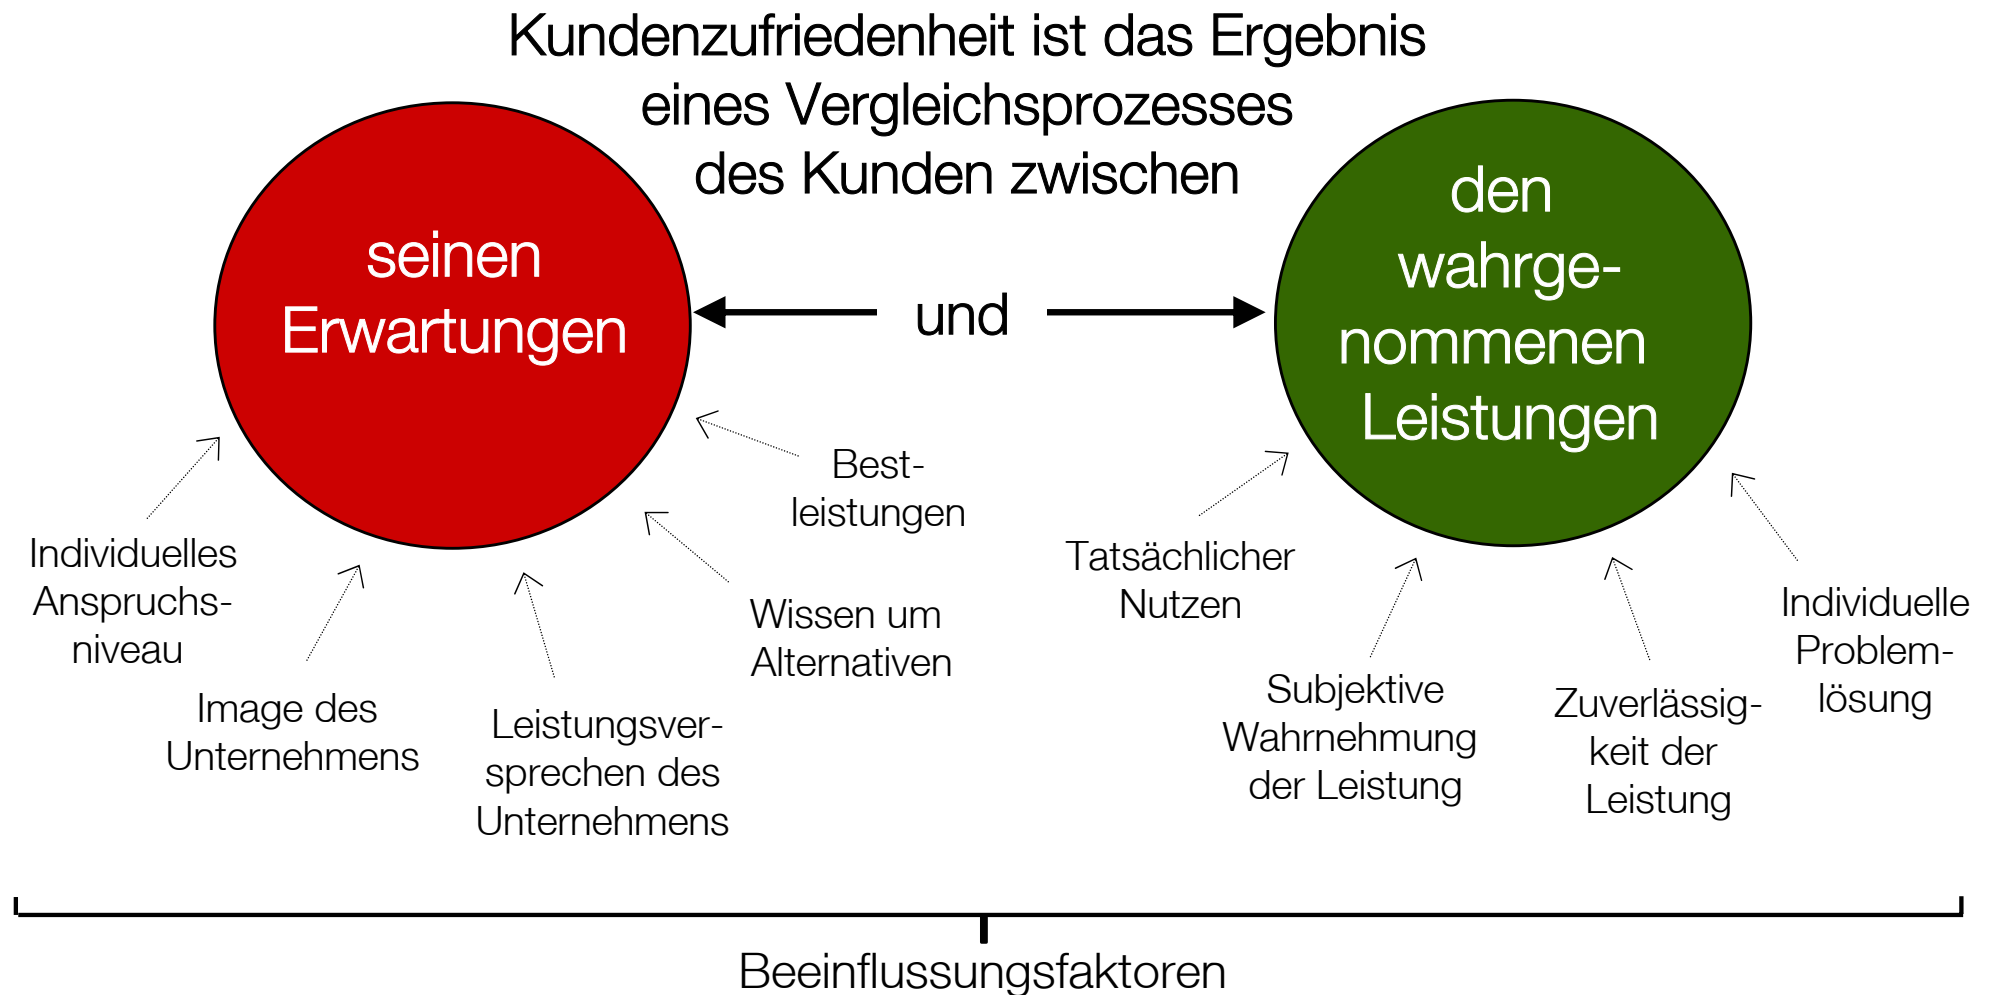 Kundenzufriedenheit ist das Ergebnis
eines Vergleichsprozesses
des Kunden zwischen
seinen
Erwartungen
und
den
wahrge-
nommenen
Leistungen
Individuelles
Anspruchs-
niveau
Image des
Unternehmens
Leistungsver-
sprechen des
Unternehmens
Wissen um
Alternativen
Best-
leistungen
Tatsächlicher
Nutzen
Subjektive
Wahrnehmung
der Leistung
Zuverlässig-
keit der
Leistung
Individuelle
Problem-
lösung
Beeinflussungsfaktoren